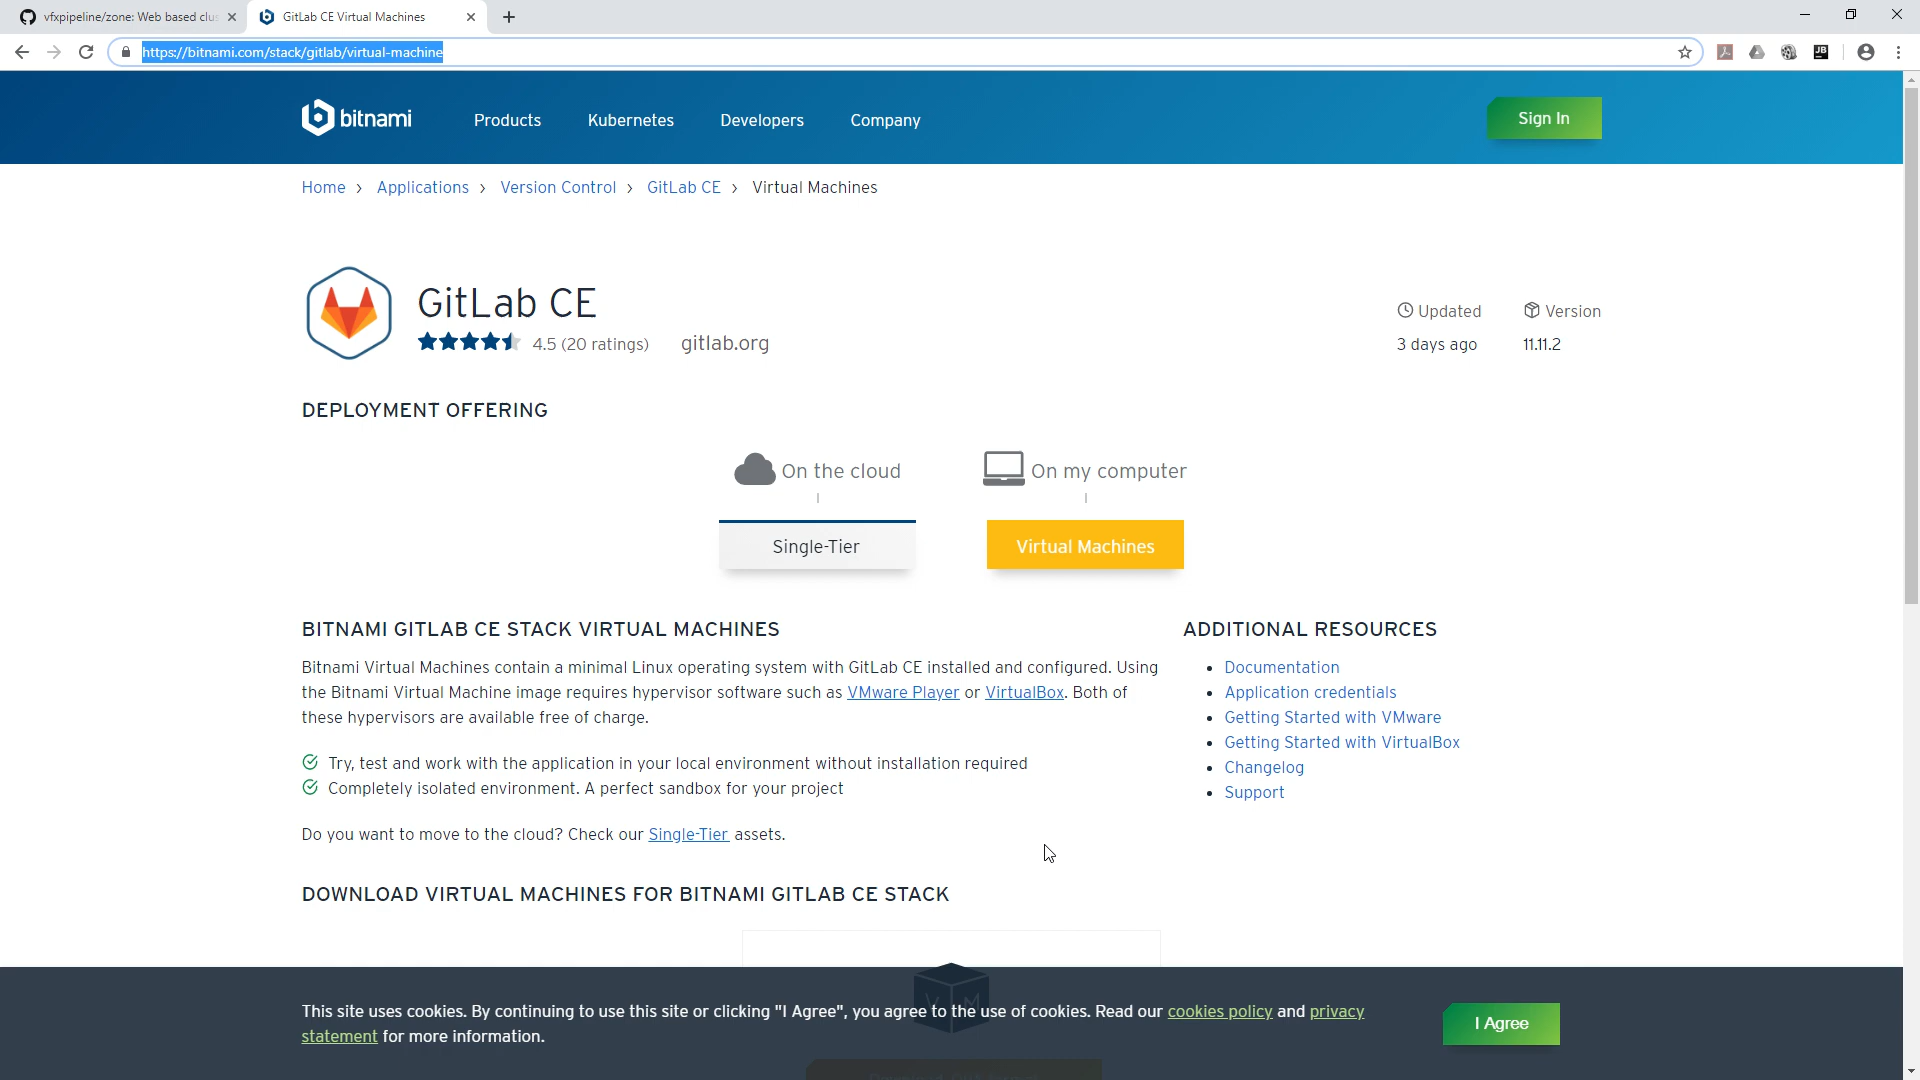 vfxpipeline/zone: Web based clus
GitLab CE Virtual Machines
https://bitnami.com/stack/gitlab/virtual-machine
JB
bitnami
Products
Kubernetes
Developers
Company
Sign In
Home › Applications › Version Control › GitLab CE › Virtual Machines
GitLab CE
4.5 (20 ratings)
gitlab.org
Updated
Version
3 days ago
11.11.2
DEPLOYMENT OFFERING
On the cloud
On my computer
Single-Tier
Virtual Machines
BITNAMI GITLAB CE STACK VIRTUAL MACHINES
Bitnami Virtual Machines contain a minimal Linux operating system with GitLab CE installed and configured. Using
the Bitnami Virtual Machine image requires hypervisor software such as VMware Player or VirtualBox. Both of
these hypervisors are available free of charge.
Try, test and work with the application in your local environment without installation required
Completely isolated environment. A perfect sandbox for your project
Do you want to move to the cloud? Check our Single-Tier assets.
ADDITIONAL RESOURCES
Documentation
Application credentials
Getting Started with VMware
Getting Started with VirtualBox
Changelog
Support
DOWNLOAD VIRTUAL MACHINES FOR BITNAMI GITLAB CE STACK
VM
This site uses cookies. By continuing to use this site or clicking "I Agree", you agree to the use of cookies. Read our cookies policy and privacy
statement for more information.
I Agree